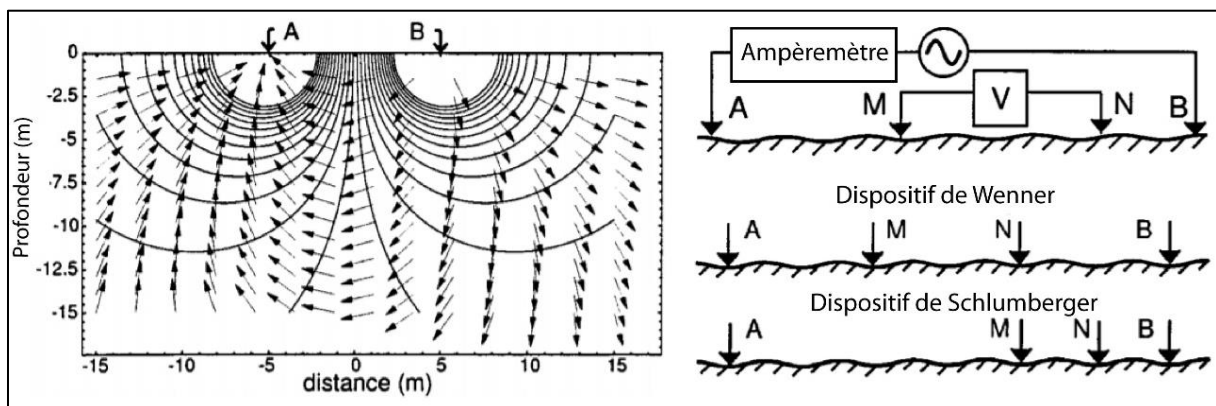 A
B
0
-2.5
-5
-7.5
-10
-12.5
-15
Profondeur (m)
-15
-10
-5
0
5
10
15
distance (m)
Ampèremètre
V
A
M
N
B
Dispositif de Wenner
A
M
N
B
Dispositif de Schlumberger
A
M
N
B